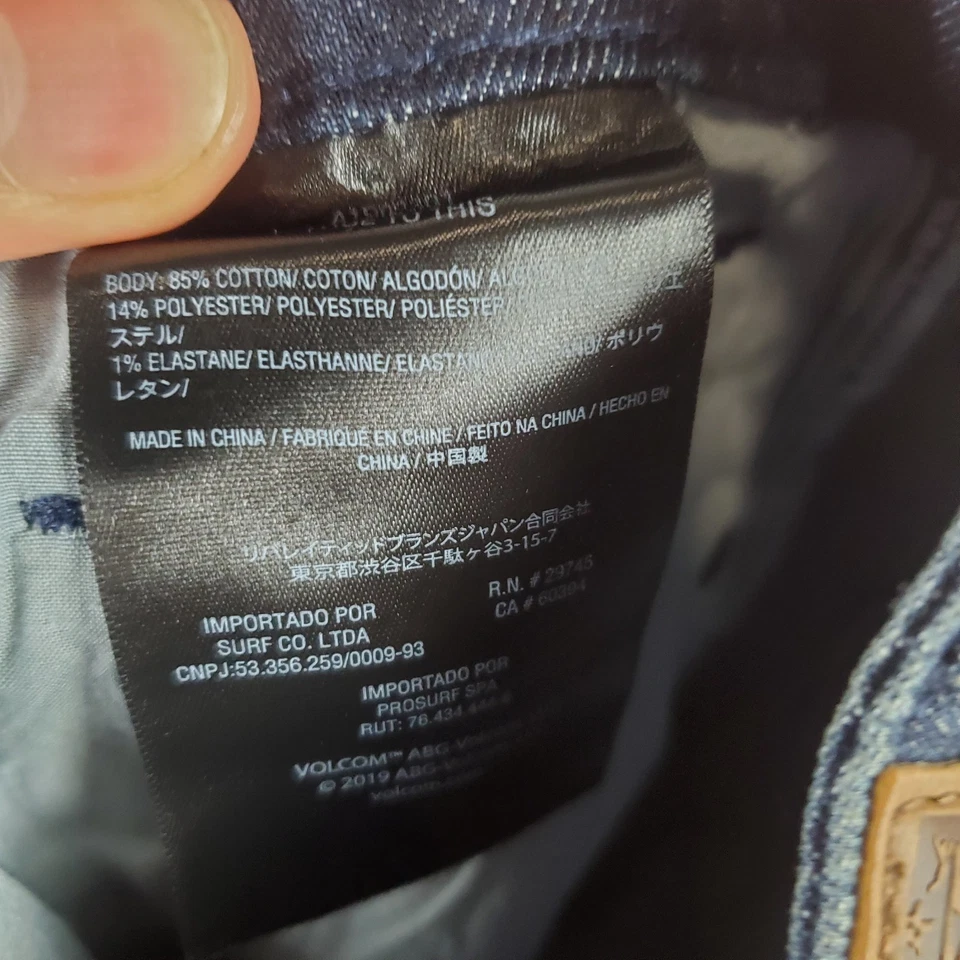 THIS
BODY: 85% COTTON/ COTON/ ALGODÓN/
14% POLYESTER/ POLYESTER/ POLIÉSTER/ エ
ステル/
1% ELASTANE/ ELASTHANNE/ ポリウ
レタン/
MADE IN CHINA / FABRIQUE EN CHINE / FEITO NA CHINA / HECHO EN
CHINA / 中国製
リバレイティッドブランズジャパン合同会社
東京都渋谷区千駄ヶ谷3-15-7
R.N. # 29745
CA #
IMPORTADO POR
SURF CO. LTDA
CNPJ:53.356.259/0009-93
IMPORTADO POR
PROSURF SPA
RUT:
VOLCOM™
© 2019